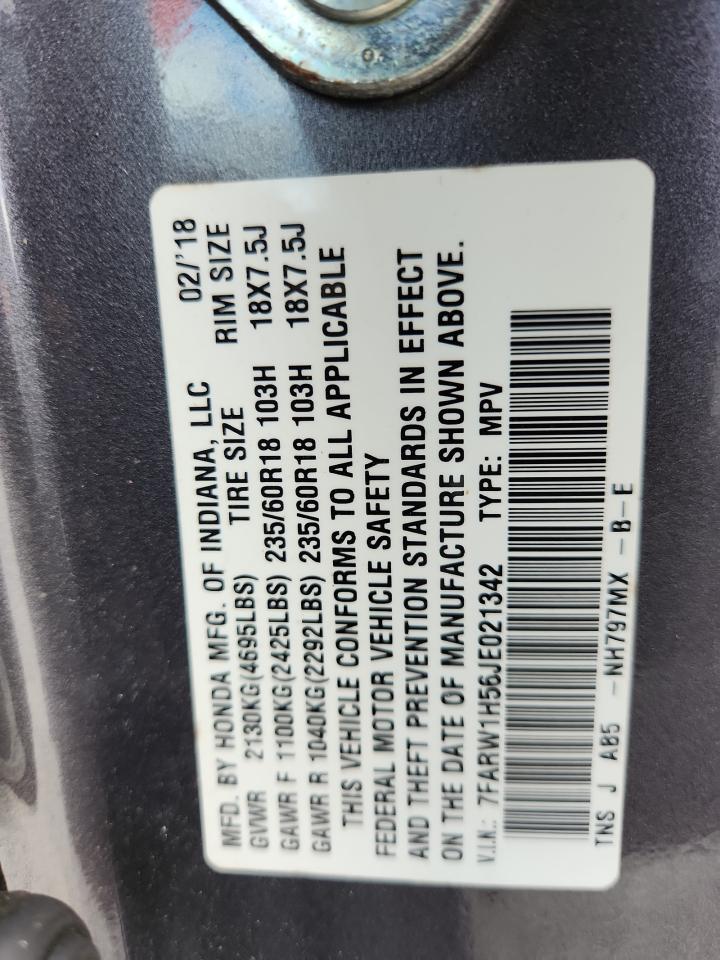 MFD. BY HONDA MFG. OF INDIANA, LLC 02/'18
GVWR 2130KG(4695LBS) TIRE SIZE RIM SIZE
GAWR F 1100KG(2425LBS) 235/60R18 103H 18X7.5J
GAWR R 1040KG(2292LBS) 235/60R18 103H 18X7.5J
THIS VEHICLE CONFORMS TO ALL APPLICABLE
FEDERAL MOTOR VEHICLE SAFETY
AND THEFT PREVENTION STANDARDS IN EFFECT
ON THE DATE OF MANUFACTURE SHOWN ABOVE.
V.I.N.: 7FARW1H56JE021342 TYPE: MPV
TNS J AB5 -NH797MX -B-E